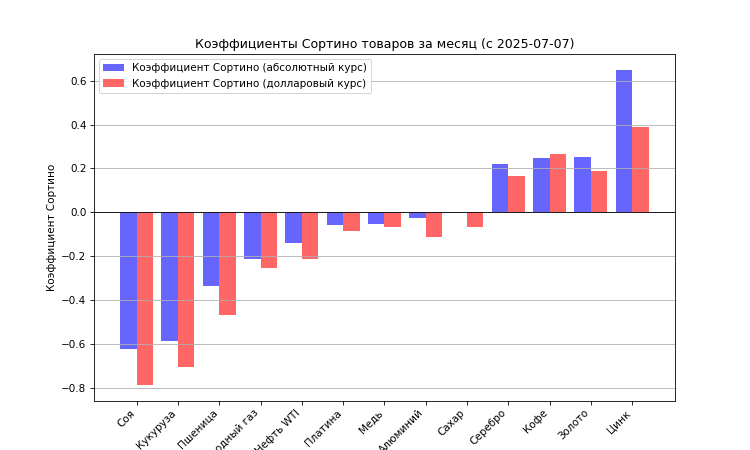 Коэффициенты Сортино товаров за месяц (с 2025-07-07)
Коэффициент Сортино (абсолютный курс)
Коэффициент Сортино (долларовый курс)
Коэффициент Сортино
0.6
0.4
0.2
0.0
−0.2
−0.4
−0.6
−0.8
Соя
Кукуруза
Пшеница
газ
Нефть WTI
Платина
Медь
Алюминий
Сахар
Серебро
Кофе
Золото
Цинк